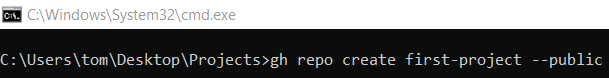 C:\Windows\System32\cmd.exe
C:\Users\tom\Desktop\Projects>gh repo create first-project --public